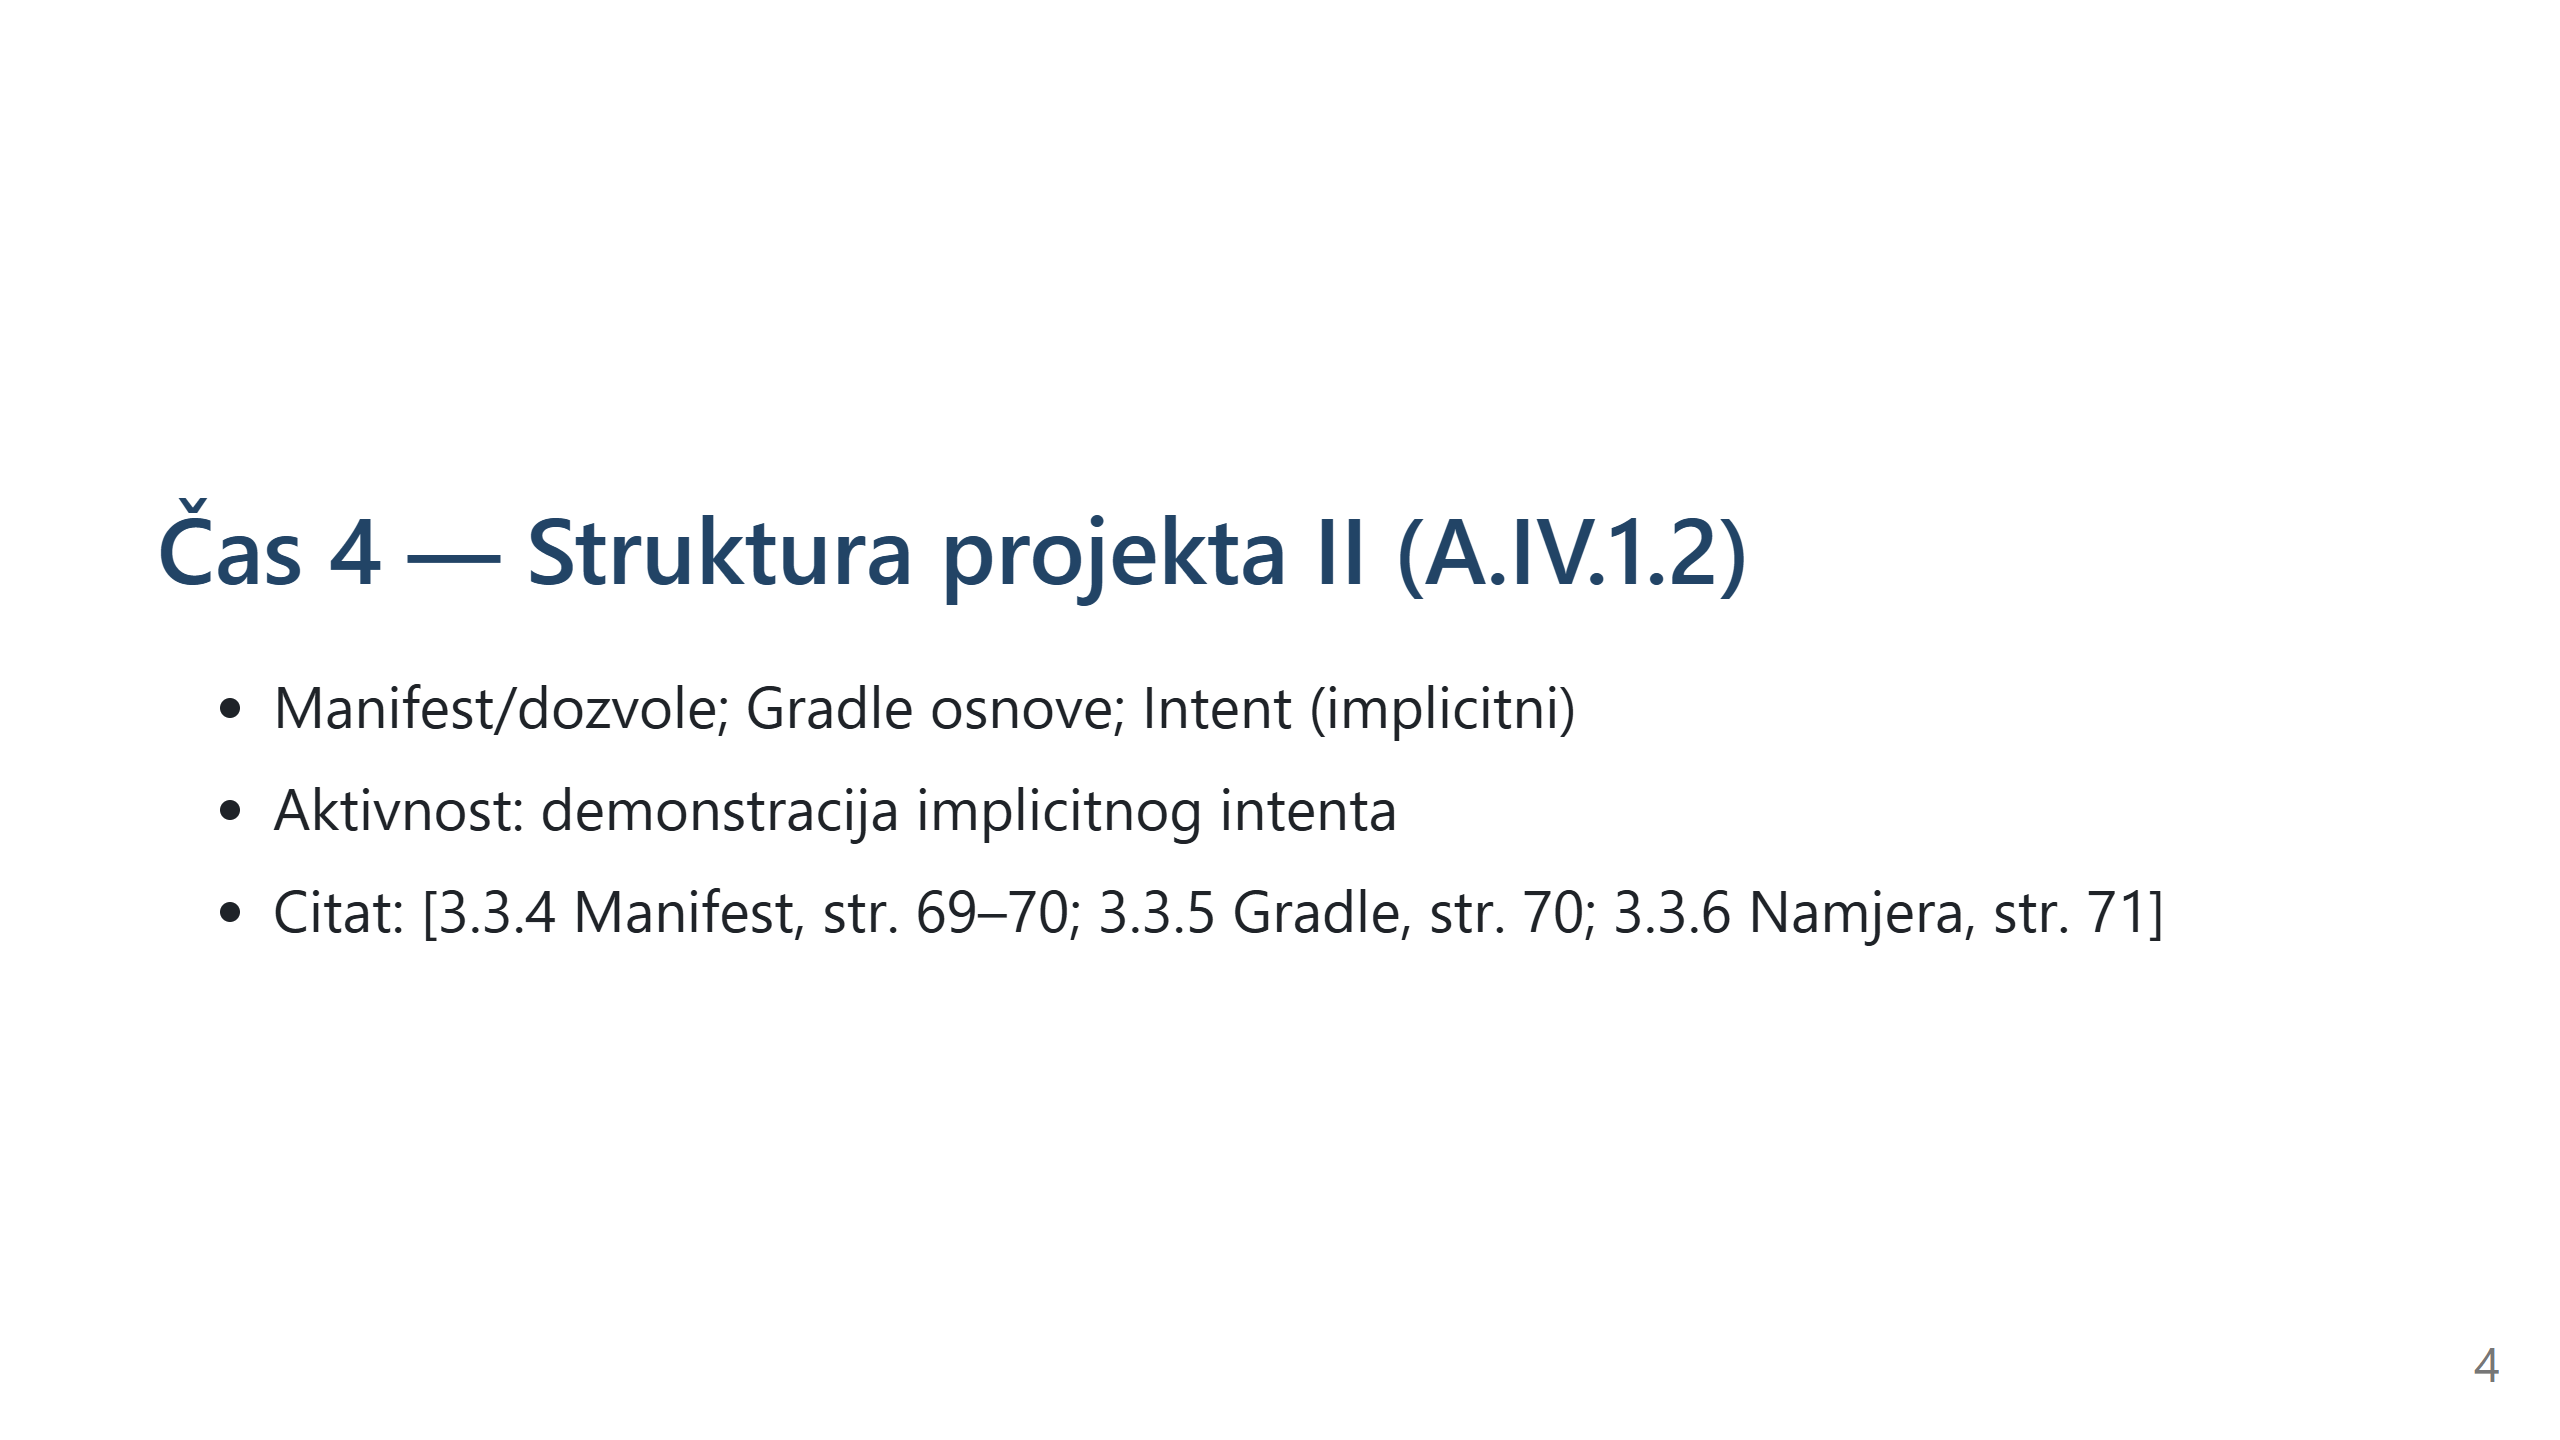 Čas 4 — Struktura projekta II (A.IV.1.2)
• Manifest/dozvole; Gradle osnove; Intent (implicitni)
• Aktivnost: demonstracija implicitnog intenta
• Citat: [3.3.4 Manifest, str. 69–70; 3.3.5 Gradle, str. 70; 3.3.6 Namjera, str. 71]
4